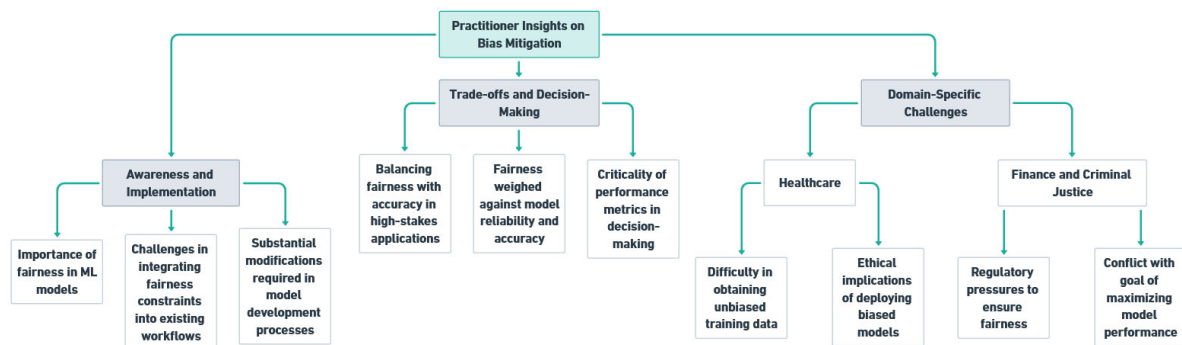 Practitioner Insights on
Bias Mitigation
Trade-offs and Decision-
Making
Domain-Specific
Challenges
Balancing
fairness with
accuracy in
high-stakes
applications
Fairness
weighed
against model
reliability and
accuracy
Criticality of
performance
metrics in
decision-
making
Awareness and
Implementation
Healthcare
Finance and Criminal
Justice
Importance of
fairness in ML
models
Challenges in
integrating
fairness
constraints
into existing
workflows
Substantial
modifications
required in
model
development
processes
Difficulty in
obtaining
unbiased
training data
Ethical
implications
of deploying
biased
models
Regulatory
pressures to
ensure
fairness
Conflict with
goal of
maximizing
model
performance